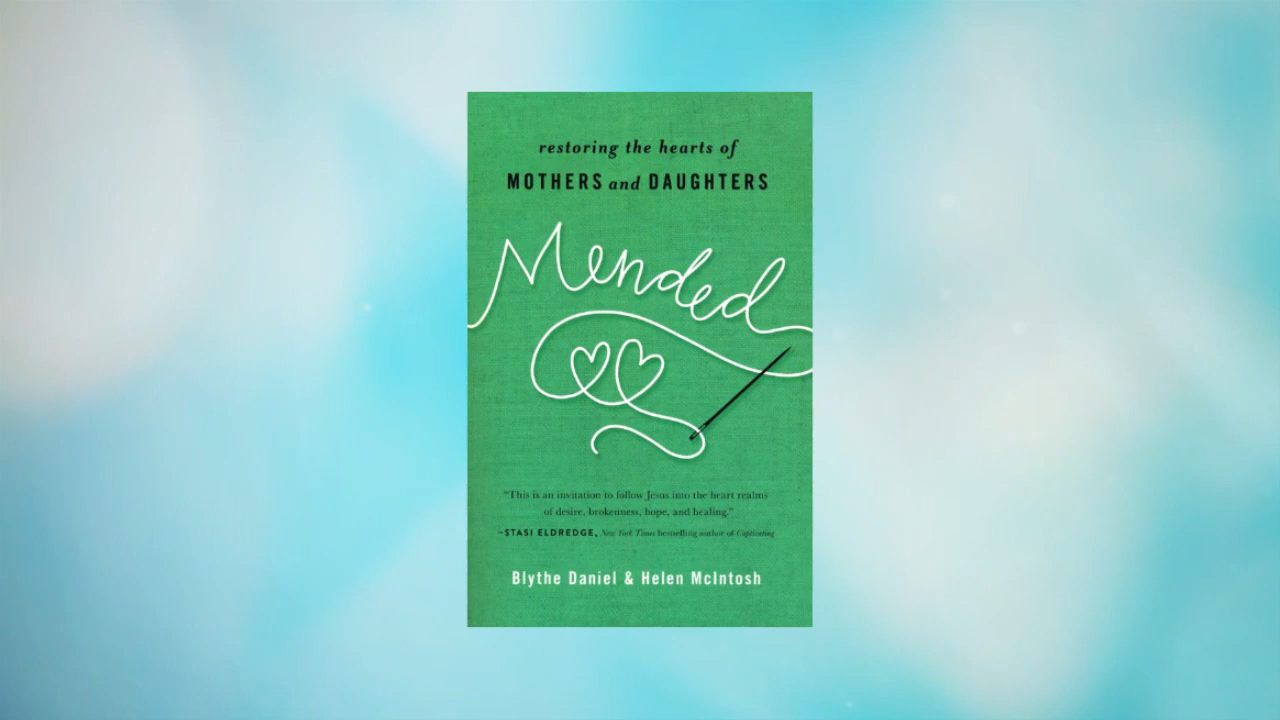 restoring the hearts of
MOTHERS and DAUGHTERS
Mended
“This is an invitation to follow Jesus into the heart realms
of desire, brokenness, hope, and healing.”
—STASI ELDREDGE, New York Times bestselling author of Captivating
Blythe Daniel & Helen McIntosh